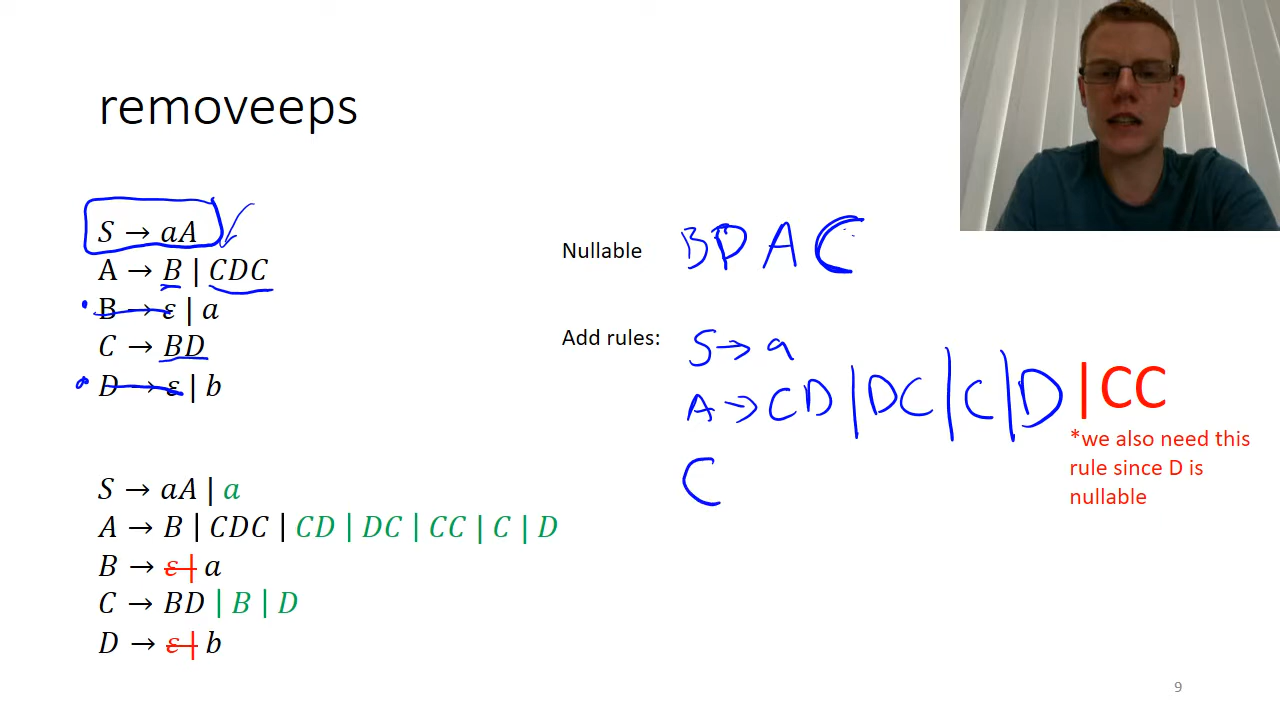 removeeps
S → aA
A → B | CDC
B → ε | a
C → BD
D → ε | b
S → aA | a
A → B | CDC | CD | DC | CC | C | D
B → ε | a
C → BD | B | D
D → ε | b
Nullable B D A C
Add rules: S → a
A → CD | DC | C | D | CC
*we also need this
rule since D is
nullable
C
9